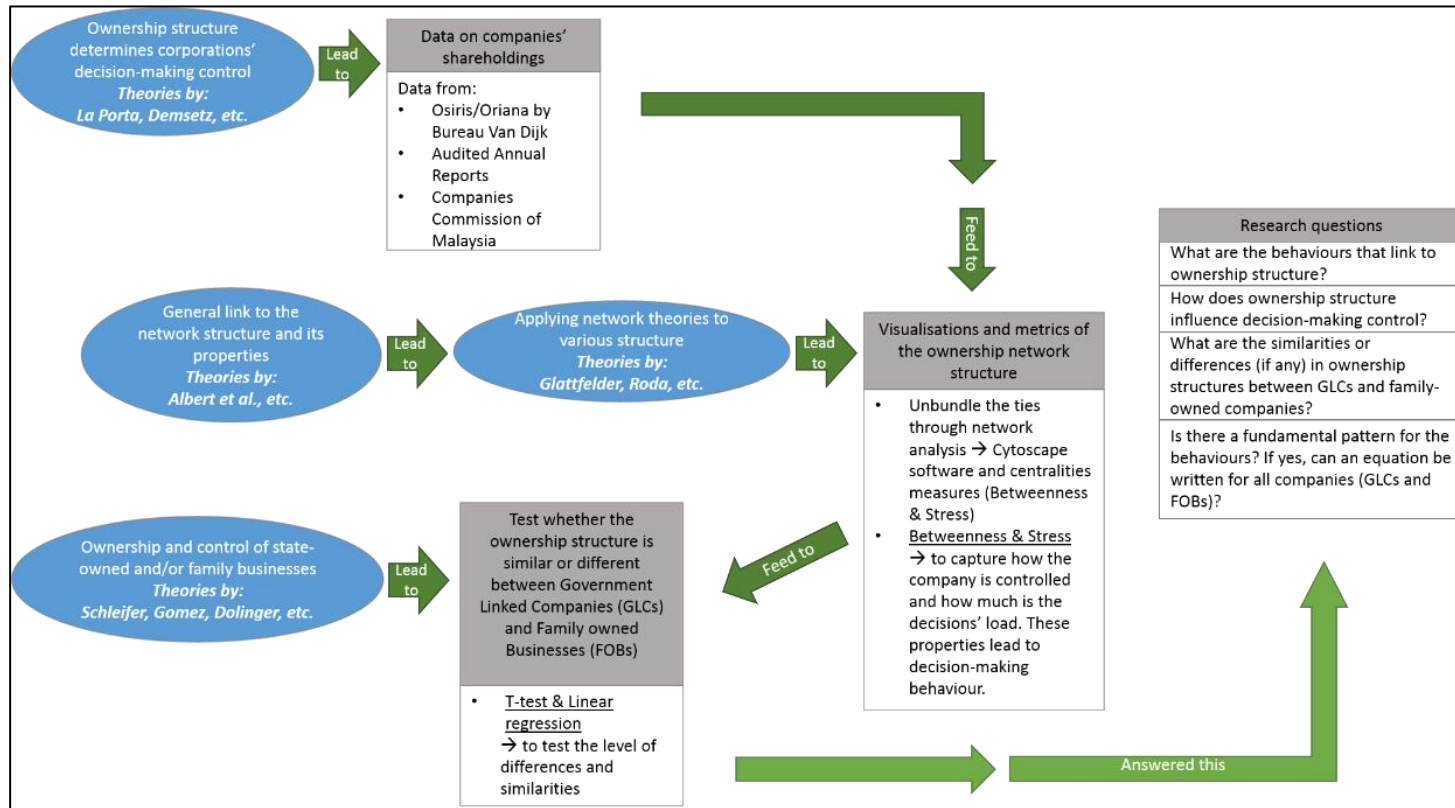 Ownership structure
determines corporations'
decision-making control
Theories by:
La Porta, Demsetz, etc.
Lead
to
Data on companies'
shareholdings
Data from:
• Osiris/Oriana by
Bureau Van Dijk
• Audited Annual
Reports
• Companies
Commission of
Malaysia
Feed to
General link to the
network structure and its
properties
Theories by:
Albert et al., etc.
Lead
to
Applying network theories to
various structure
Theories by:
Glattfelder, Roda, etc.
Lead
to
Visualisations and metrics of
the ownership network
structure
• Unbundle the ties
through network
analysis → Cytoscape
software and centralities
measures (Betweenness
& Stress)
• Betweenness & Stress
→ to capture how the
company is controlled
and how much is the
decisions' load. These
properties lead to
decision-making
behaviour.
Feed to
Ownership and control of state-
owned and/or family businesses
Theories by:
Schleifer, Gomez, Dolinger, etc.
Lead
to
Test whether the
ownership structure is
similar or different
between Government
Linked Companies (GLCs)
and Family owned
Businesses (FOBs)
• T-test & Linear
regression
→ to test the level of
differences and
similarities
Answered this
Research questions
What are the behaviours that link to
ownership structure?
How does ownership structure
influence decision-making control?
What are the similarities or
differences (if any) in ownership
structures between GLCs and family-
owned companies?
Is there a fundamental pattern for the
behaviours? If yes, can an equation be
written for all companies (GLCs and
FOBs)?